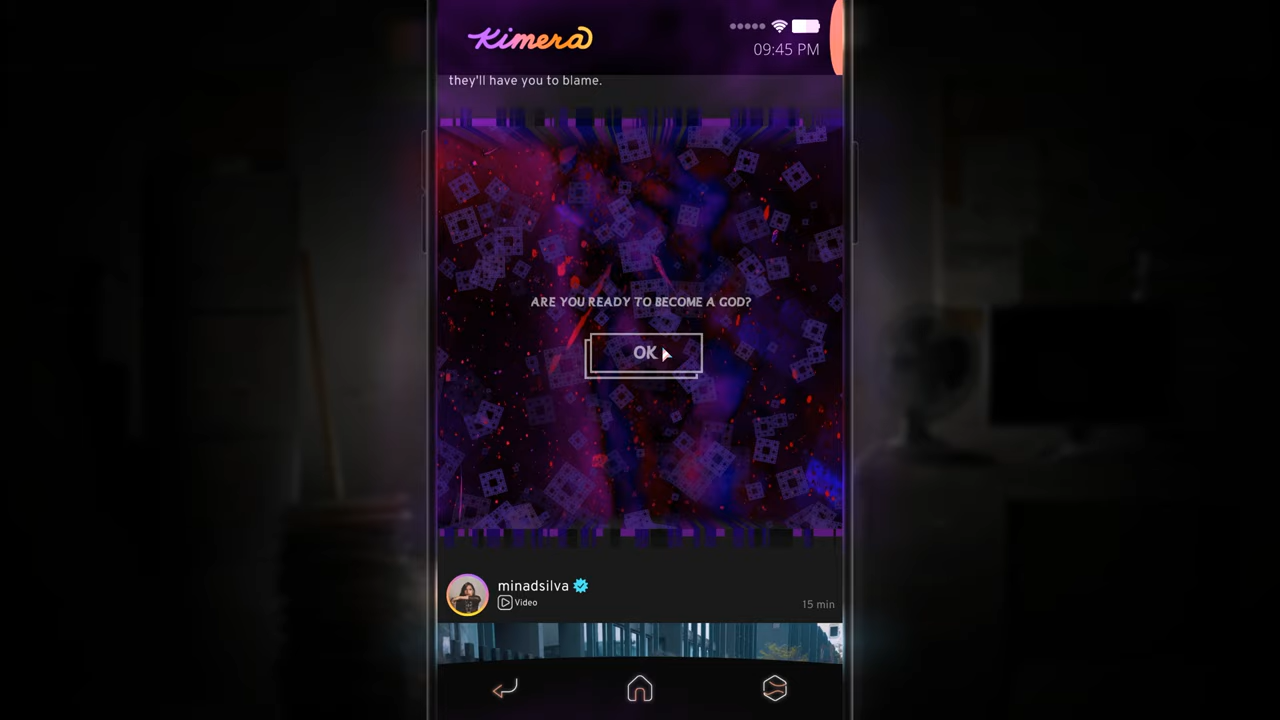 Kimera
09:45 PM
they'll have you to blame.
ARE YOU READY TO BECOME A GOD?
OK
minadsilva
Video
15 min